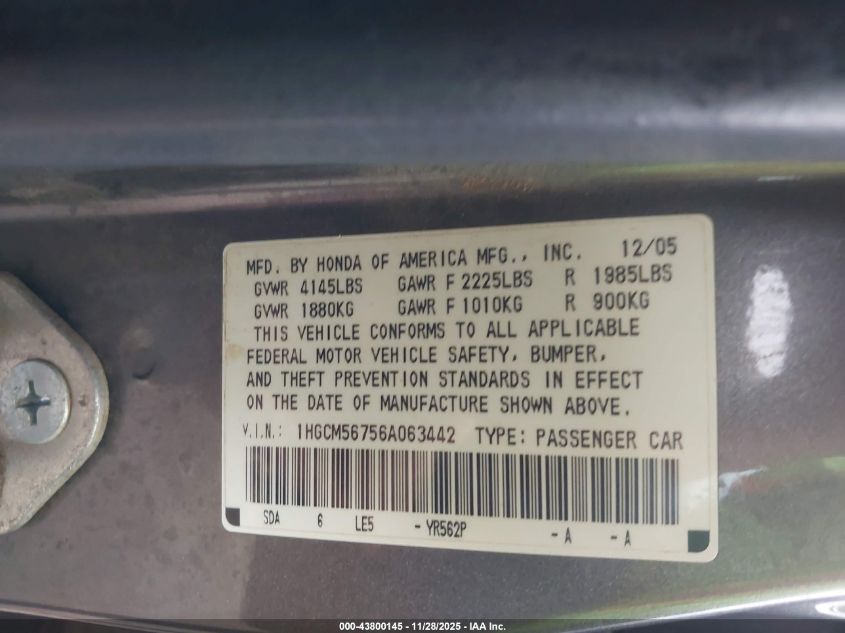 MFD. BY HONDA OF AMERICA MFG., INC. 12/05
GVWR 4145LBS GAWR F 2225LBS R 1985LBS
GVWR 1880KG GAWR F 1010KG R 900KG
THIS VEHICLE CONFORMS TO ALL APPLICABLE
FEDERAL MOTOR VEHICLE SAFETY, BUMPER,
AND THEFT PREVENTION STANDARDS IN EFFECT
ON THE DATE OF MANUFACTURE SHOWN ABOVE.
V.I.N.: 1HGCM56756A063442 TYPE: PASSENGER CAR
SDA 6 LE5 - YR562P - A - A
000-43800145 - 11/28/2025 - IAA Inc.